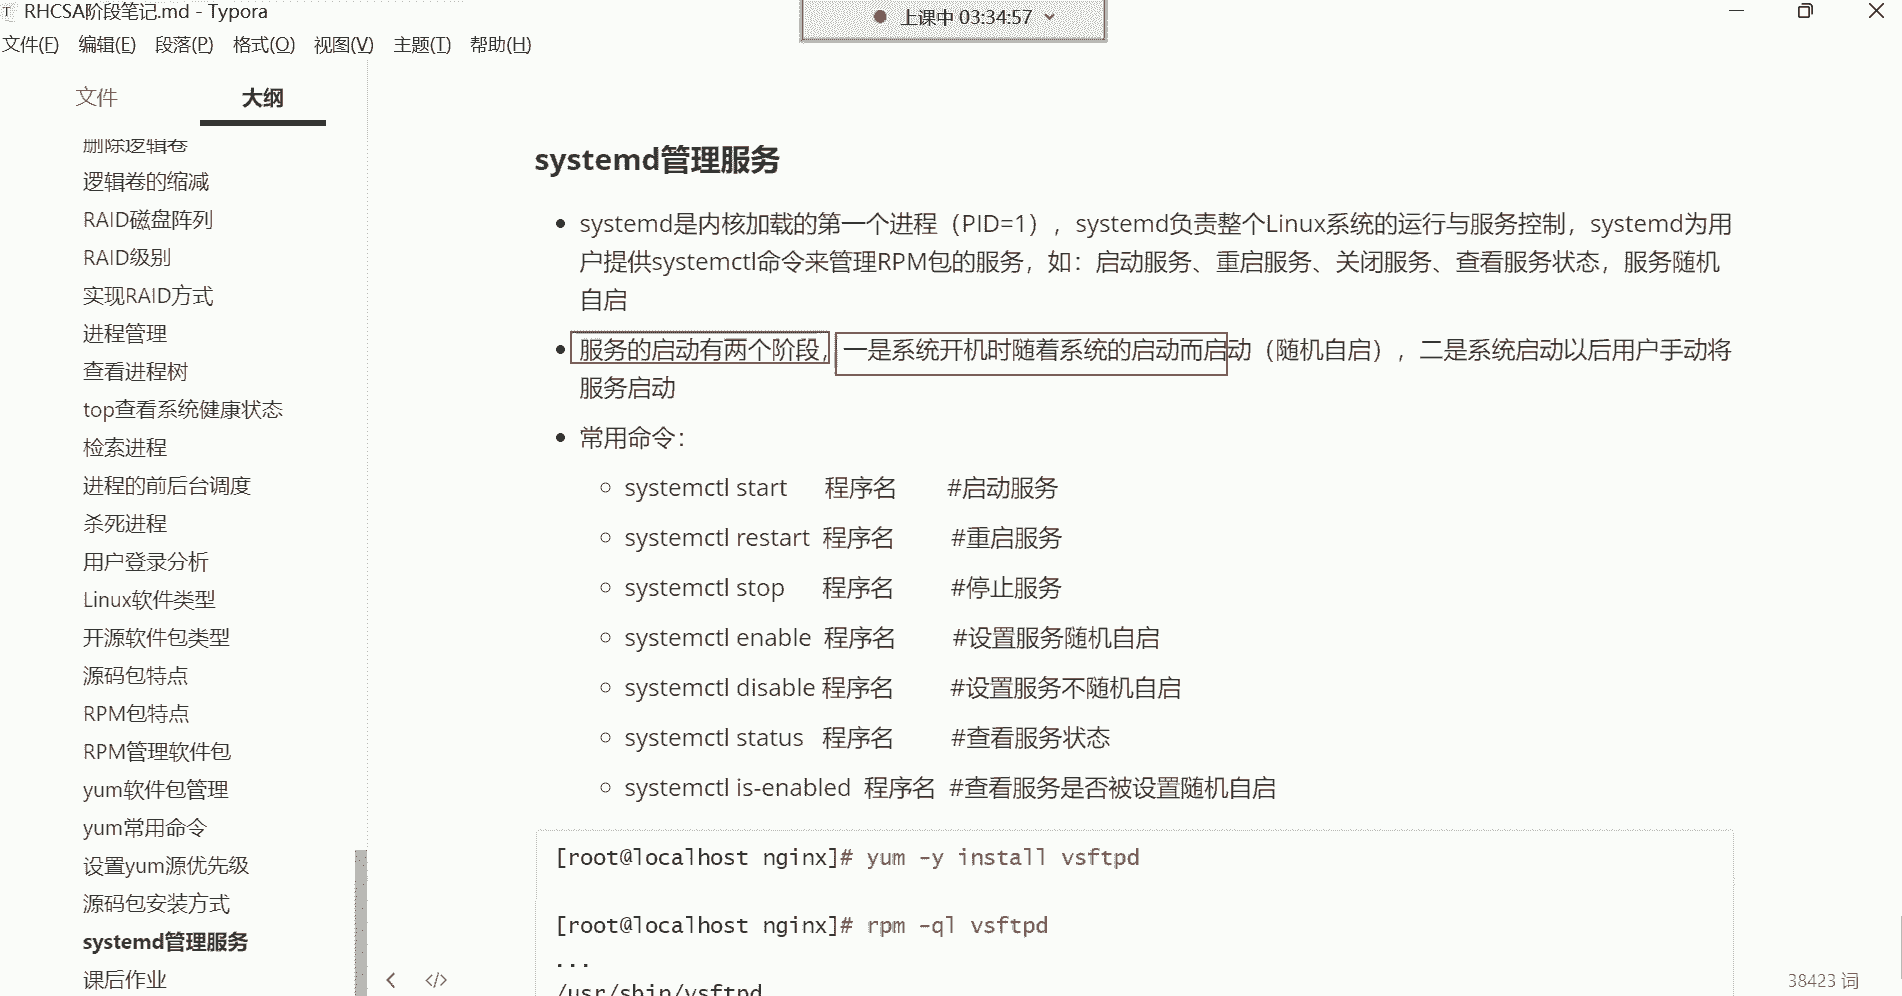 RHCSA阶段笔记.md - Typora
上课中 03:34:57
文件(F) 编辑(E) 段落(P) 格式(O) 视图(V) 主题(T) 帮助(H)
文件 大纲
删除逻辑卷
逻辑卷的缩减
RAID磁盘阵列
RAID级别
实现RAID方式
进程管理
查看进程树
top查看系统健康状态
检索进程
进程的前后台调度
杀死进程
用户登录分析
Linux软件类型
开源软件包类型
源码包特点
RPM包特点
RPM管理软件包
yum软件包管理
yum常用命令
设置yum源优先级
源码包安装方式
systemd管理服务
课后作业
systemd管理服务
systemd是内核加载的第一个进程（PID=1），systemd负责整个Linux系统的运行与服务控制，systemd为用
户提供systemctl命令来管理RPM包的服务，如：启动服务、重启服务、关闭服务、查看服务状态，服务随机
自启
服务的启动有两个阶段，一是系统开机时随着系统的启动而启动（随机自启），二是系统启动以后用户手动将
服务启动
常用命令：
systemctl start 程序名 #启动服务
systemctl restart 程序名 #重启服务
systemctl stop 程序名 #停止服务
systemctl enable 程序名 #设置服务随机自启
systemctl disable 程序名 #设置服务不随机自启
systemctl status 程序名 #查看服务状态
systemctl is-enabled 程序名 #查看服务是否被设置随机自启
[root@localhost nginx]# yum -y install vsftpd
[root@localhost nginx]# rpm -ql vsftpd
...
/usr/sbin/vsftpd
38423 词